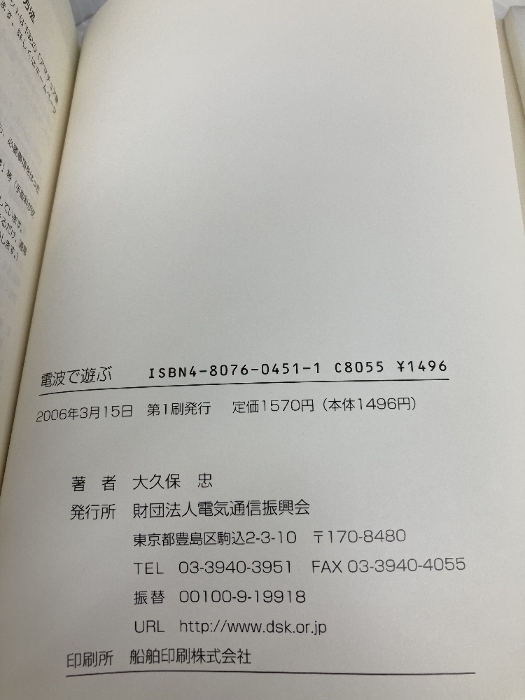 電波で遊ぶ ISBN4-8076-0451-1 C8055 ¥1496
2006年3月15日 第1刷発行 定価1570円（本体1496円）
著 者 大久保 忠
発行所 財団法人電気通信振興会
東京都豊島区駒込2-3-10 〒170-8480
TEL 03-3940-3951 FAX 03-3940-4055
振替 00100-9-19918
URL http://www.dsk.or.jp
印刷所 船舶印刷株式会社